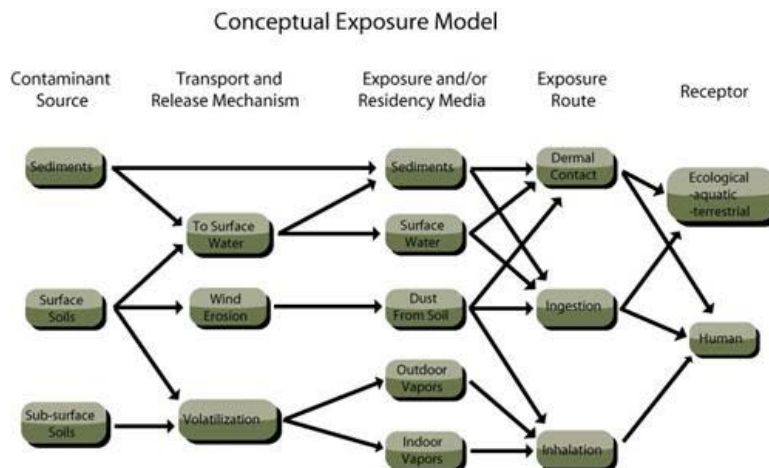 Conceptual Exposure Model
Contaminant
Source
Transport and
Release Mechanism
Exposure and/or
Residency Media
Exposure
Route
Receptor
Sediments
To Surface
Water
Surface
Soils
Wind
Erosion
Sub-surface
Soils
Volatilization
Sediments
Surface
Water
Dust
From Soil
Outdoor
Vapors
Indoor
Vapors
Dermal
Contact
Ingestion
Inhalation
Ecological
-aquatic
-terrestrial
Human